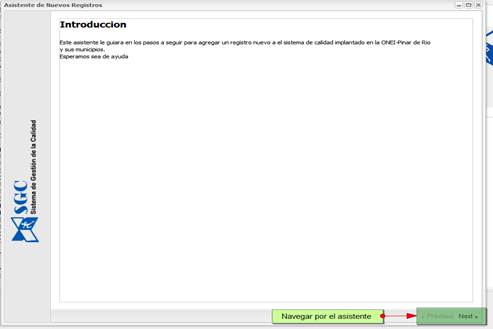 Asistente de Nuevos Registros
Introduccion
Este asistente le guiara en los pasos a seguir para agregar un registro nuevo a el sistema de calidad implantado en la ONEI-Pinar de Rio
y sus municipios.
Esperamos sea de ayuda
SGC
Sistema de Gestión de la Calidad
Navegar por el asistente
« Previous Next »